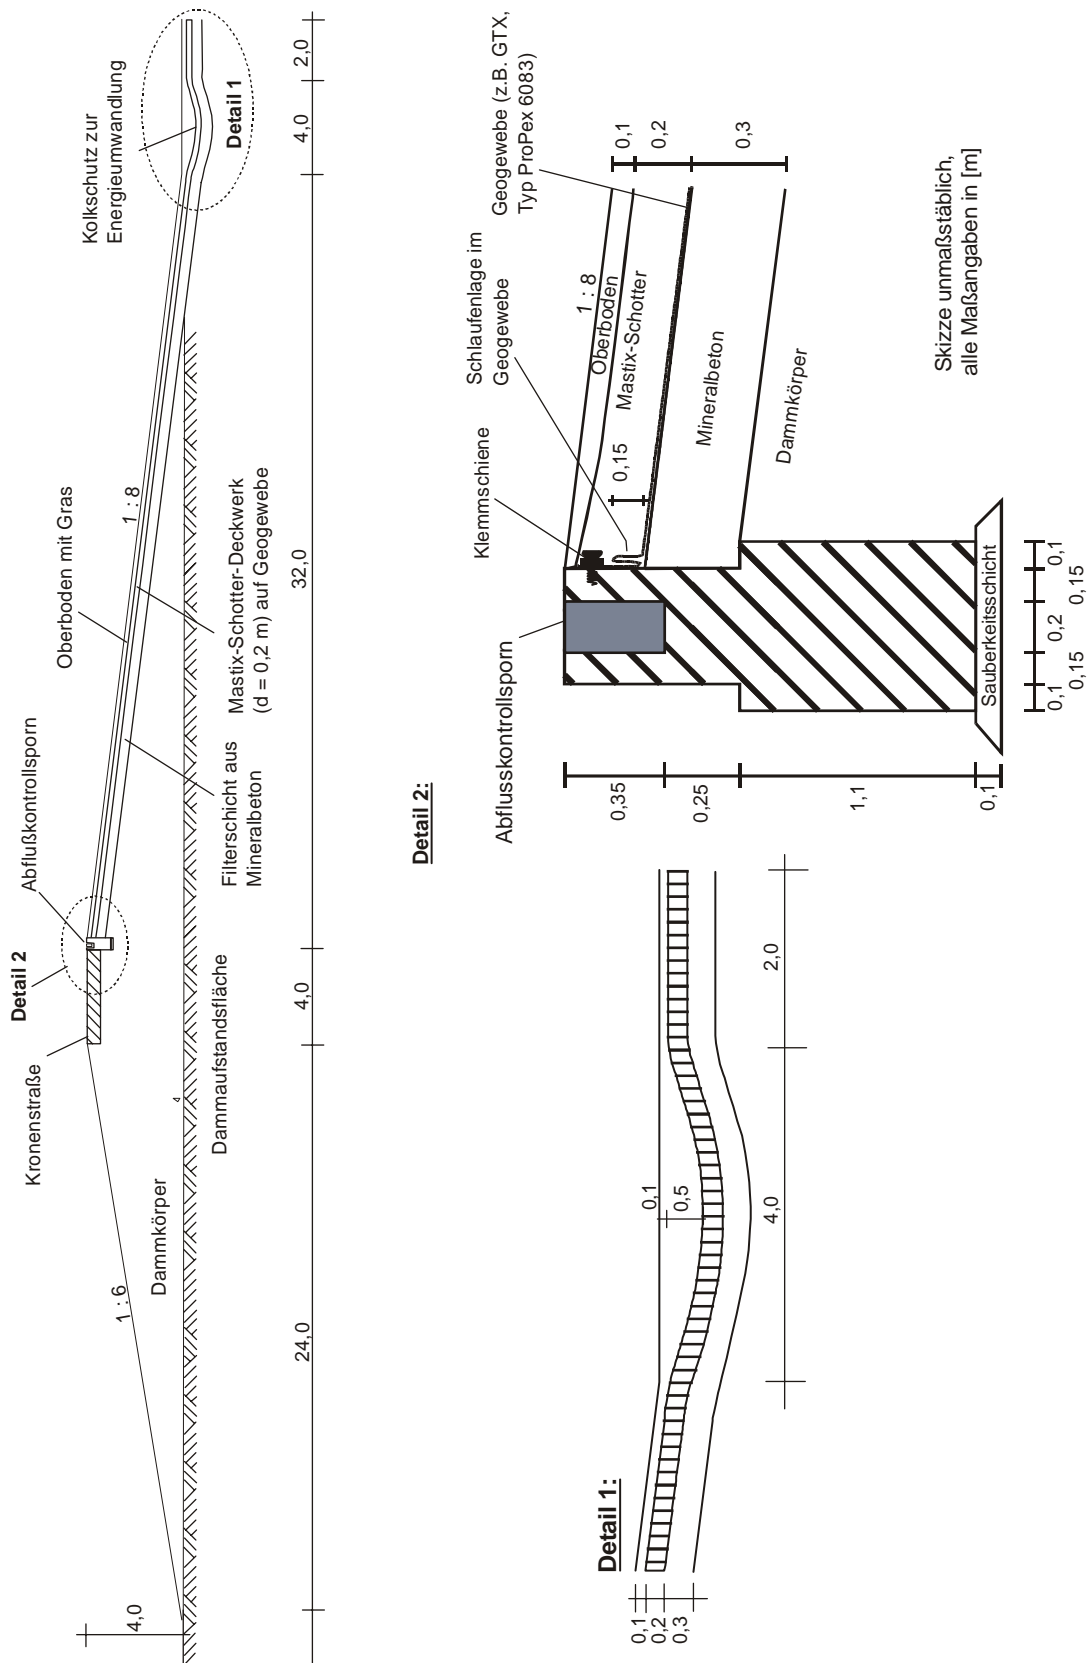 Kolkschutz zur
Energieumwandlung
Detail 1
2,0
4,0
Oberboden mit Gras
1 : 8
Mastix-Schotter-Deckwerk
(d = 0,2 m) auf Geogewebe
32,0
Abflußkontrollsporn
Filterschicht aus
Mineralbeton
Detail 2
Kronenstraße
Dammaufstandsfläche
4,0
1 : 6
Dammkörper
24,0
4,0
Detail 2:
Geogewebe (z.B. GTX,
Typ ProPex 6083)
Schlaufenlage im
Geogewebe
Klemmschiene
Abflusskontrollsporn
1 : 8
Oberboden
Mastix-Schotter
Mineralbeton
Dammkörper
0,1
0,2
0,3
0,15
0,35
0,25
1,1
0,1
Sauberkeitsschicht
0,1
0,15
0,2
0,15
0,1
Skizze unmaßstäblich,
alle Maßangaben in [m]
Detail 1:
0,1
0,2
0,3
0,1
0,5
4,0
2,0